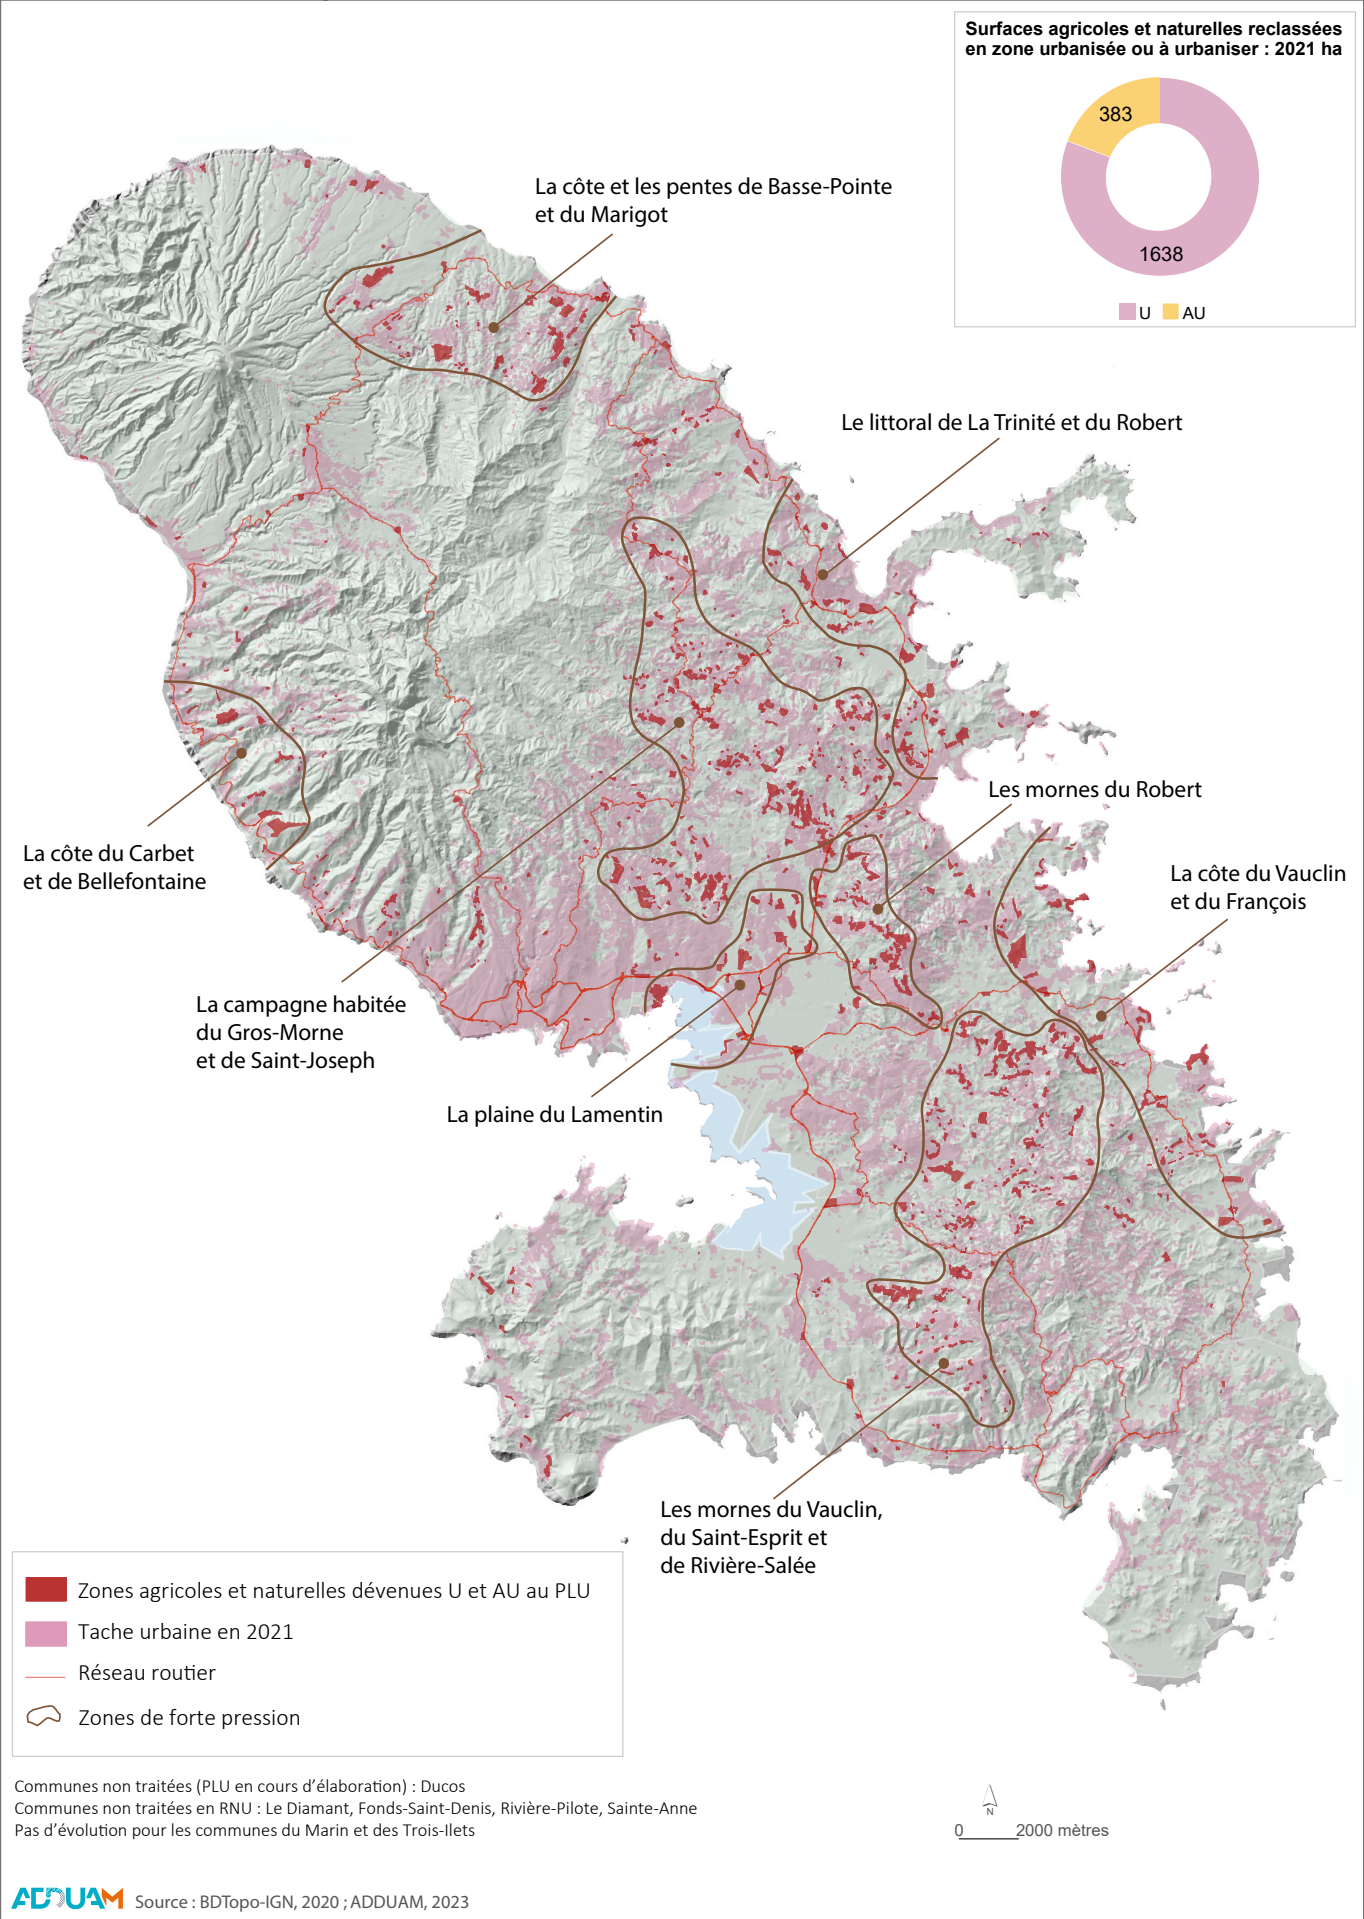 Surfaces agricoles et naturelles reclassées
en zone urbanisée ou à urbaniser : 2021 ha
383
1638
U AU
La côte et les pentes de Basse-Pointe
et du Marigot
Le littoral de La Trinité et du Robert
Les mornes du Robert
La côte du Carbet
et de Bellefontaine
La côte du Vauclin
et du François
La campagne habitée
du Gros-Morne
et de Saint-Joseph
La plaine du Lamentin
Les mornes du Vauclin,
du Saint-Esprit et
de Rivière-Salée
Zones agricoles et naturelles dévenues U et AU au PLU
Tache urbaine en 2021
Réseau routier
Zones de forte pression
Communes non traitées (PLU en cours d'élaboration) : Ducos
Communes non traitées en RNU : Le Diamant, Fonds-Saint-Denis, Rivière-Pilote, Sainte-Anne
Pas d'évolution pour les communes du Marin et des Trois-Ilets
N
0 2000 mètres
ADDUAM Source : BDTopo-IGN, 2020 ; ADDUAM, 2023